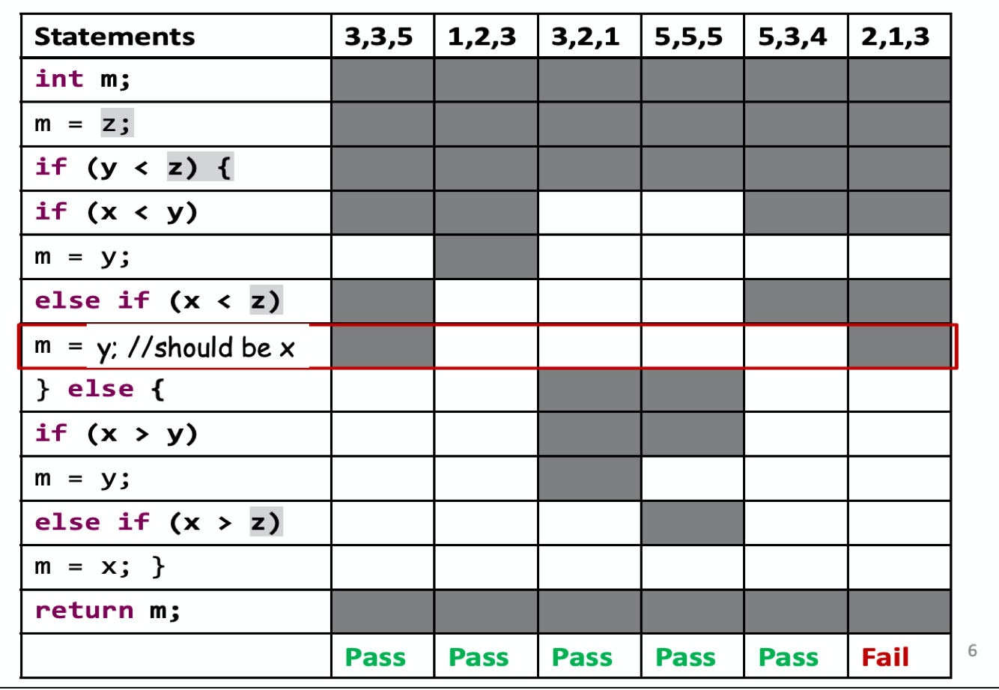 Statements 3,3,5 1,2,3 3,2,1 5,5,5 5,3,4 2,1,3
int m;
m = z;
if (y < z) {
if (x < y)
m = y;
else if (x < z)
m = y; //should be x
} else {
if (x > y)
m = y;
else if (x > z)
m = x; }
return m;
Pass Pass Pass Pass Pass Fail
6